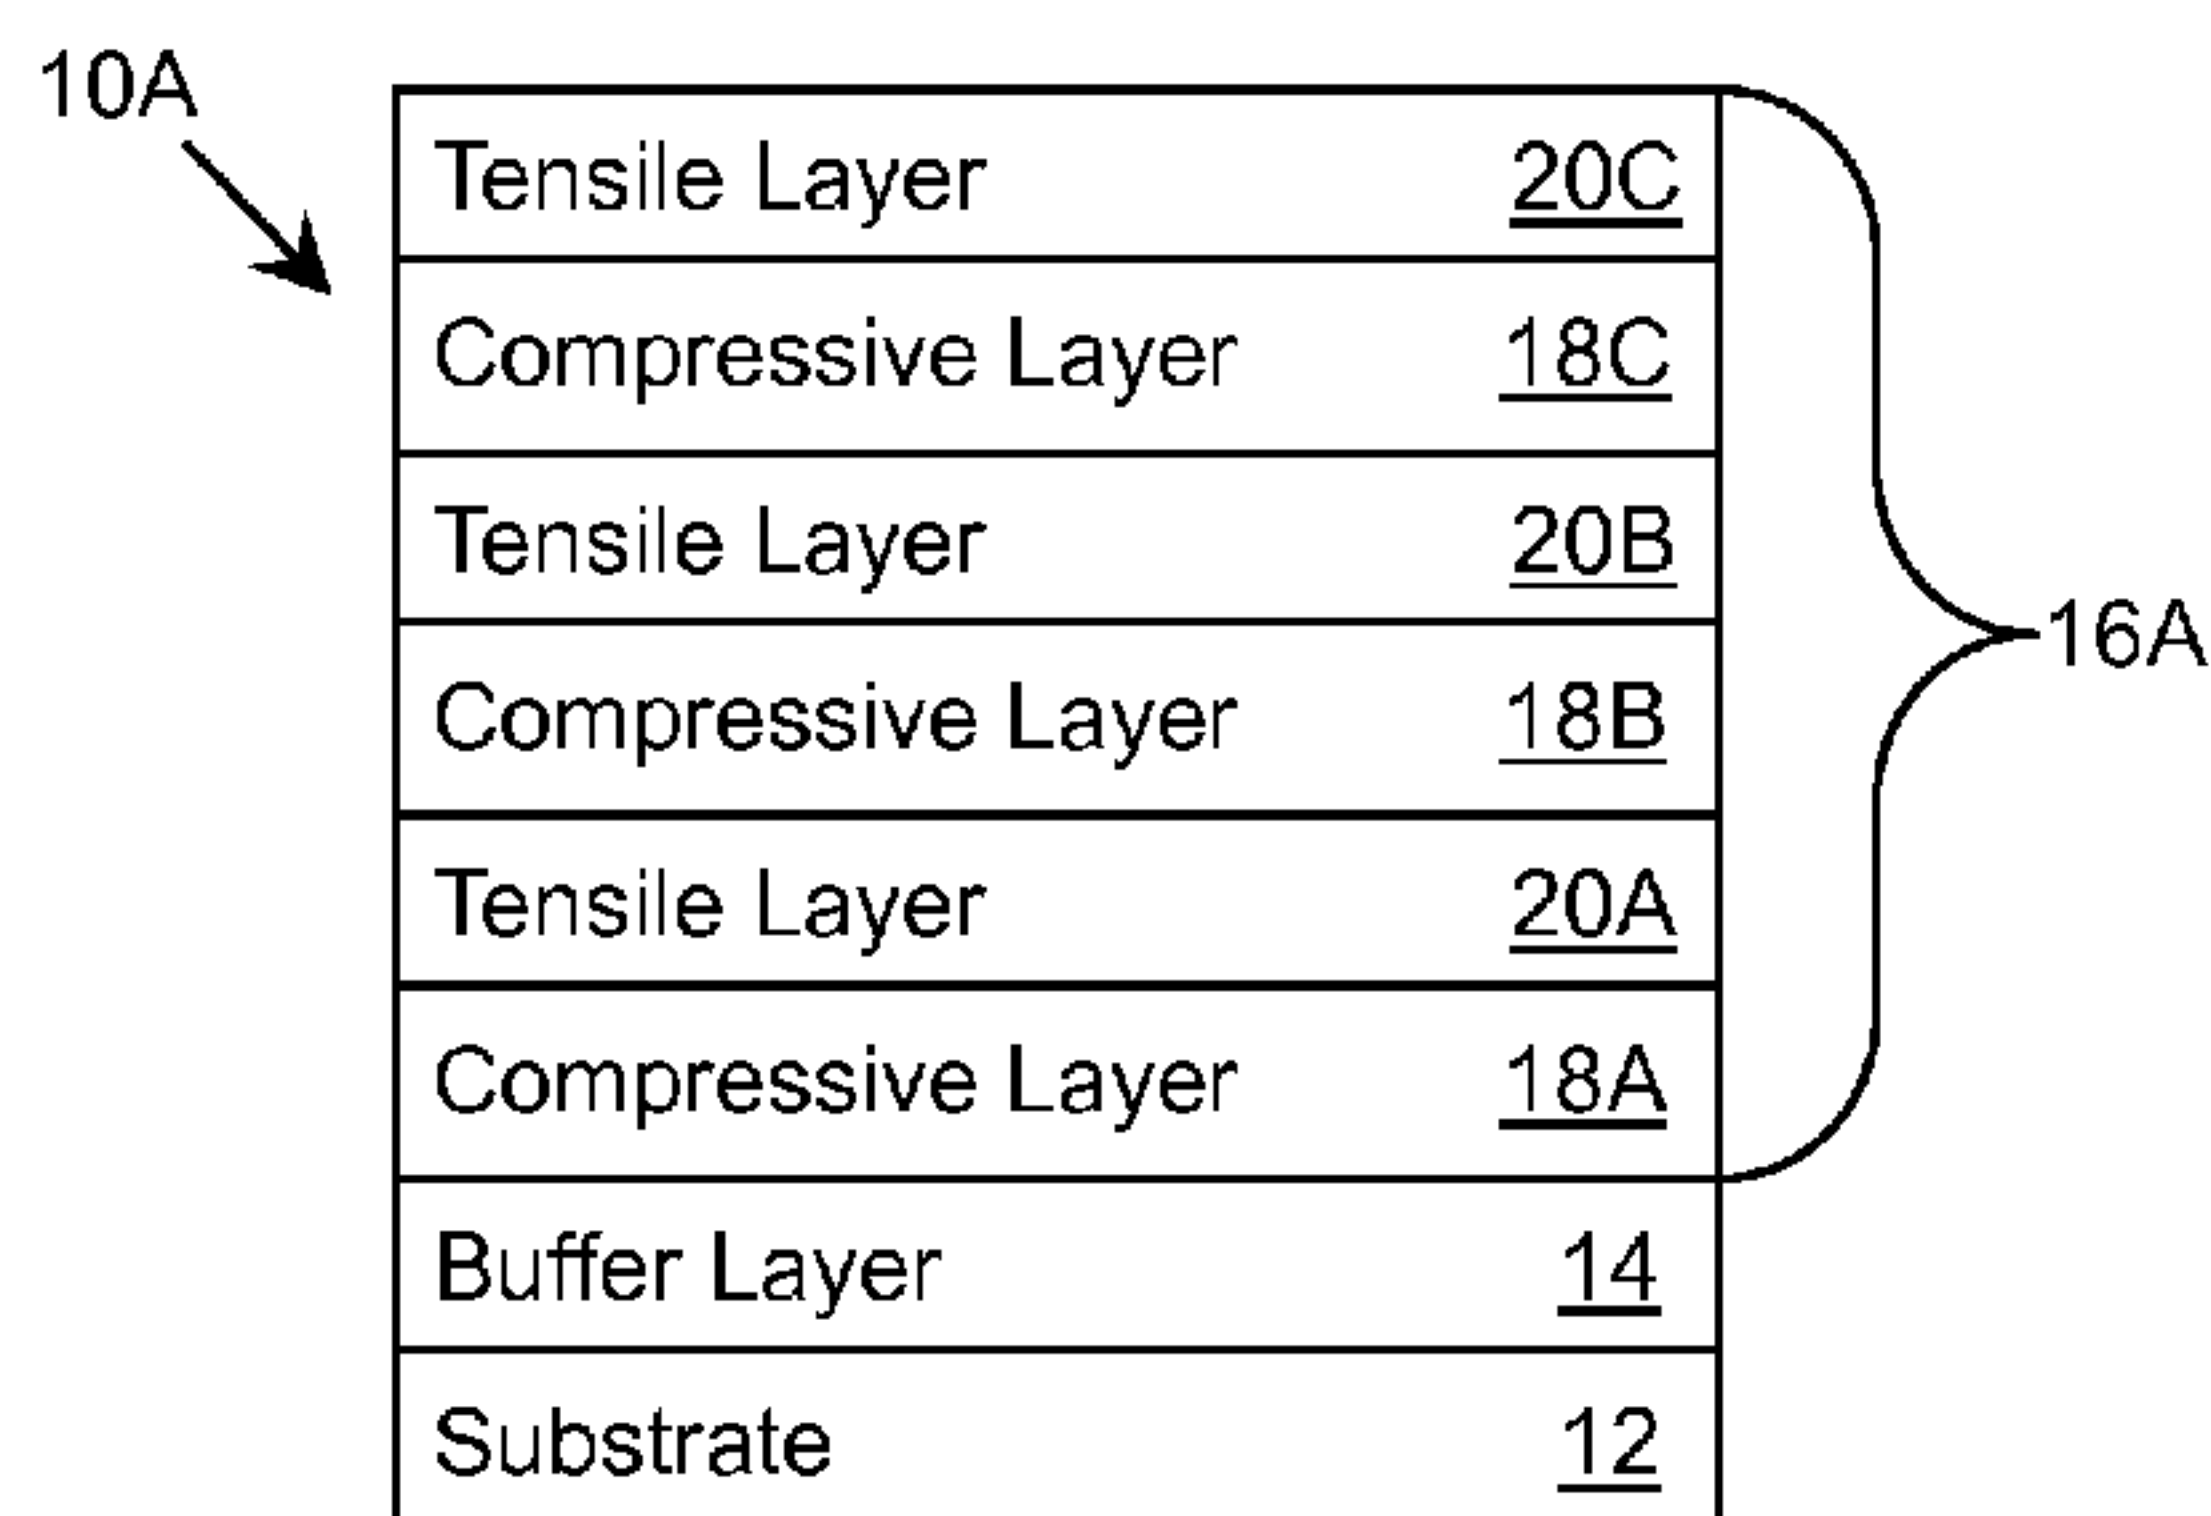 10A
Tensile Layer 20C
Compressive Layer 18C
Tensile Layer 20B
Compressive Layer 18B
16A
Tensile Layer 20A
Compressive Layer 18A
Buffer Layer 14
Substrate 12